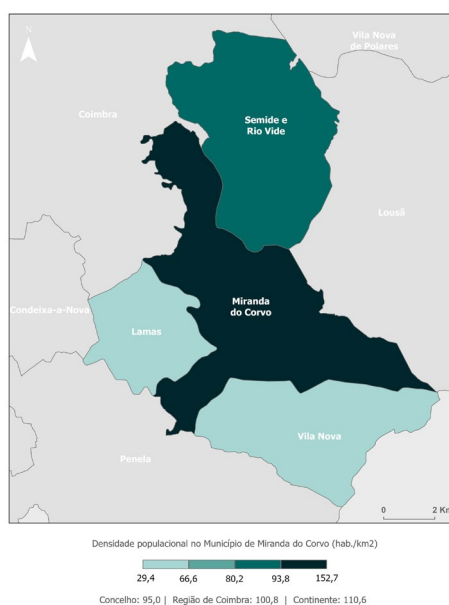 N
Vila Nova
de Poiares
Coimbra
Semide e
Rio Vide
Lousã
Condeixa-a-Nova
Miranda
do Corvo
Lamas
Vila Nova
Penela
0 2 Km
Densidade populacional no Município de Miranda do Corvo (hab./km2)
29,4 66,6 80,2 93,8 152,7
Concelho: 95,0 | Região de Coimbra: 100,8 | Continente: 110,6